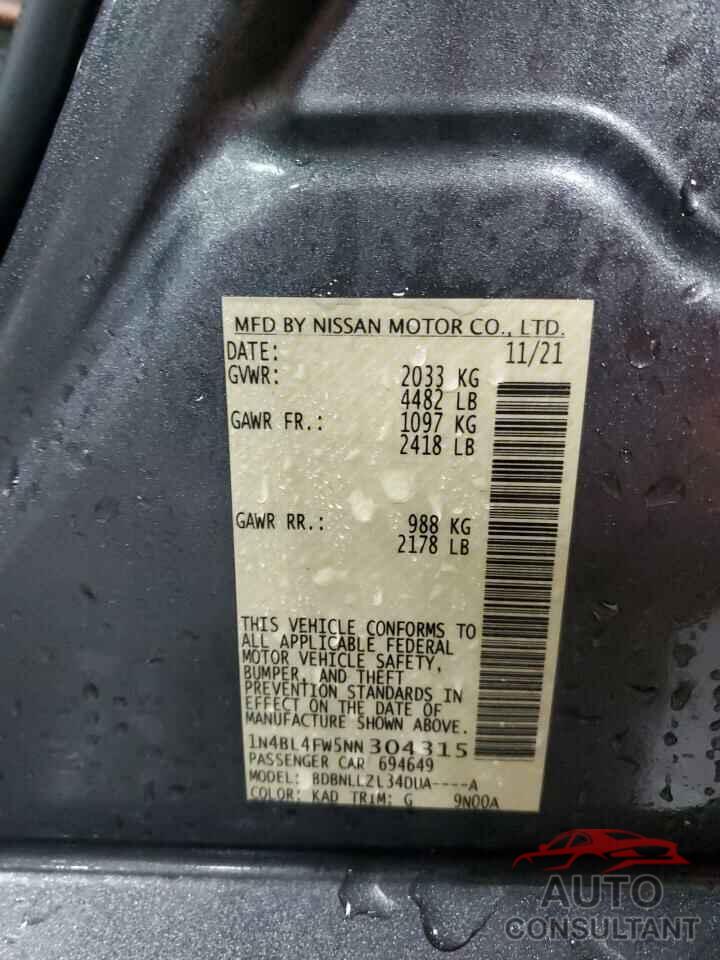 MFD BY NISSAN MOTOR CO., LTD.
DATE: 11/21
GVWR: 2033 KG
4482 LB
GAWR FR.: 1097 KG
2418 LB
GAWR RR.: 988 KG
2178 LB
THIS VEHICLE CONFORMS TO
ALL APPLICABLE FEDERAL
MOTOR VEHICLE SAFETY,
BUMPER, AND THEFT
PREVENTION STANDARDS IN
EFFECT ON THE DATE OF
MANUFACTURE SHOWN ABOVE.
1N4BL4FW5NN304315
PASSENGER CAR 694649
MODEL: BDBNLLZL34DUA----A
COLOR: KAD TRIM: G 9N00A
AUTO
CONSULTANT